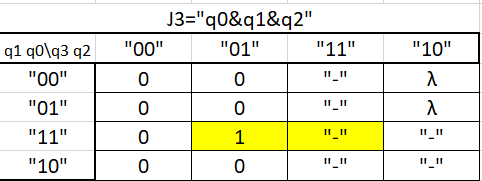 J3="q0&q1&q2"
q1 q0\q3 q2 "00" "01" "11" "10"
"00" 0 0 "-" λ
"01" 0 0 "-" λ
"11" 0 1 "-" "-"
"10" 0 0 "-" "-"